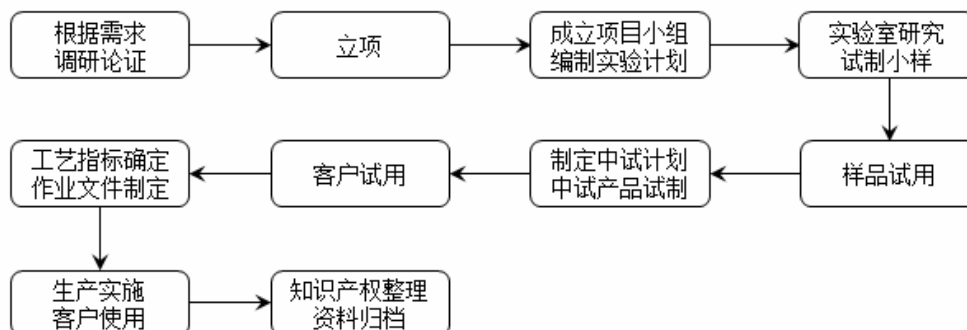 根据需求
调研论证
立项
成立项目小组
编制实验计划
实验室研究
试制小样
样品试用
制定中试计划
中试产品试制
客户试用
工艺指标确定
作业文件制定
生产实施
客户使用
知识产权整理
资料归档